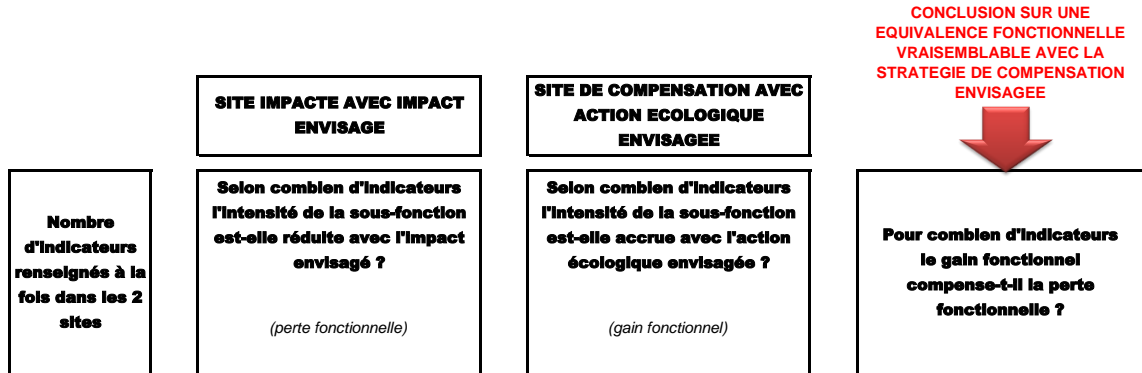 CONCLUSION SUR UNE
EQUIVALENCE FONCTIONNELLE
VRAISEMBLABLE AVEC LA
STRATEGIE DE COMPENSATION
ENVISAGEE
SITE IMPACTE AVEC IMPACT
ENVISAGE
SITE DE COMPENSATION AVEC
ACTION ECOLOGIQUE
ENVISAGEE
Nombre
d'indicateurs
renseignés à la
fois dans les 2
sites
Selon combien d'indicateurs
l'intensité de la sous-fonction
est-elle réduite avec l'impact
envisagé ?
(perte fonctionnelle)
Selon combien d'indicateurs
l'intensité de la sous-fonction
est-elle accrue avec l'action
écologique envisagée ?
(gain fonctionnel)
Pour combien d'indicateurs
le gain fonctionnel
compense-t-il la perte
fonctionnelle ?